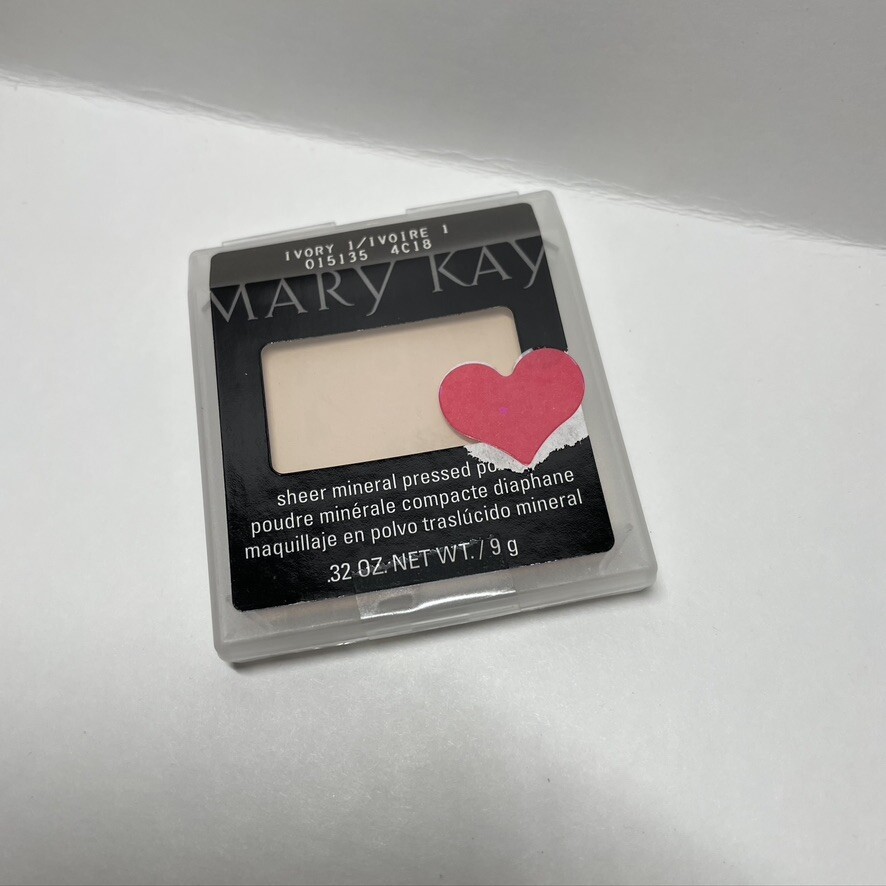 IVORY 1/IVOIRE 1
015135 4C18
MARY KAY
sheer mineral pressed
poudre minérale compacte diaphane
maquillaje en polvo traslúcido mineral
.32 OZ. NET WT. / 9 g